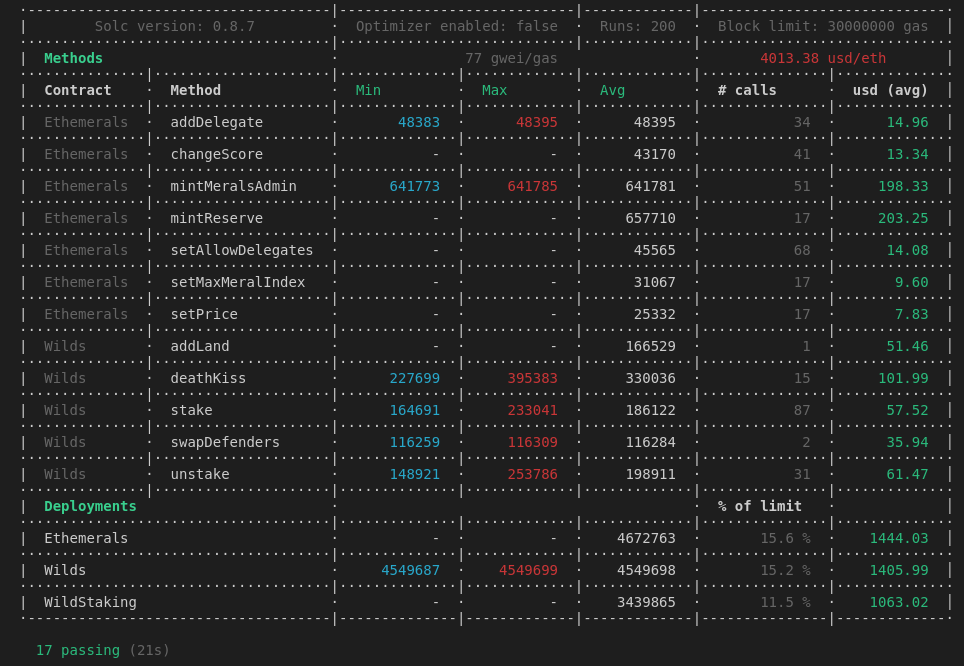 Solc version: 0.8.7 Optimizer enabled: false Runs: 200 Block limit: 30000000 gas
Methods 77 gwei/gas 4013.38 usd/eth
Contract Method Min Max Avg # calls usd (avg)
Ethemerals addDelegate 48383 48395 48395 34 14.96
Ethemerals changeScore - - 43170 41 13.34
Ethemerals mintMeralsAdmin 641773 641785 641781 51 198.33
Ethemerals mintReserve - - 657710 17 203.25
Ethemerals setAllowDelegates - - 45565 68 14.08
Ethemerals setMaxMeralIndex - - 31067 17 9.60
Ethemerals setPrice - - 25332 17 7.83
Wilds addLand - - 166529 1 51.46
Wilds deathKiss 227699 395383 330036 15 101.99
Wilds stake 164691 233041 186122 87 57.52
Wilds swapDefenders 116259 116309 116284 2 35.94
Wilds unstake 148921 253786 198911 31 61.47
Deployments % of limit
Ethemerals - - 4672763 15.6 % 1444.03
Wilds 4549687 4549699 4549698 15.2 % 1405.99
WildStaking - - 3439865 11.5 % 1063.02
17 passing (21s)